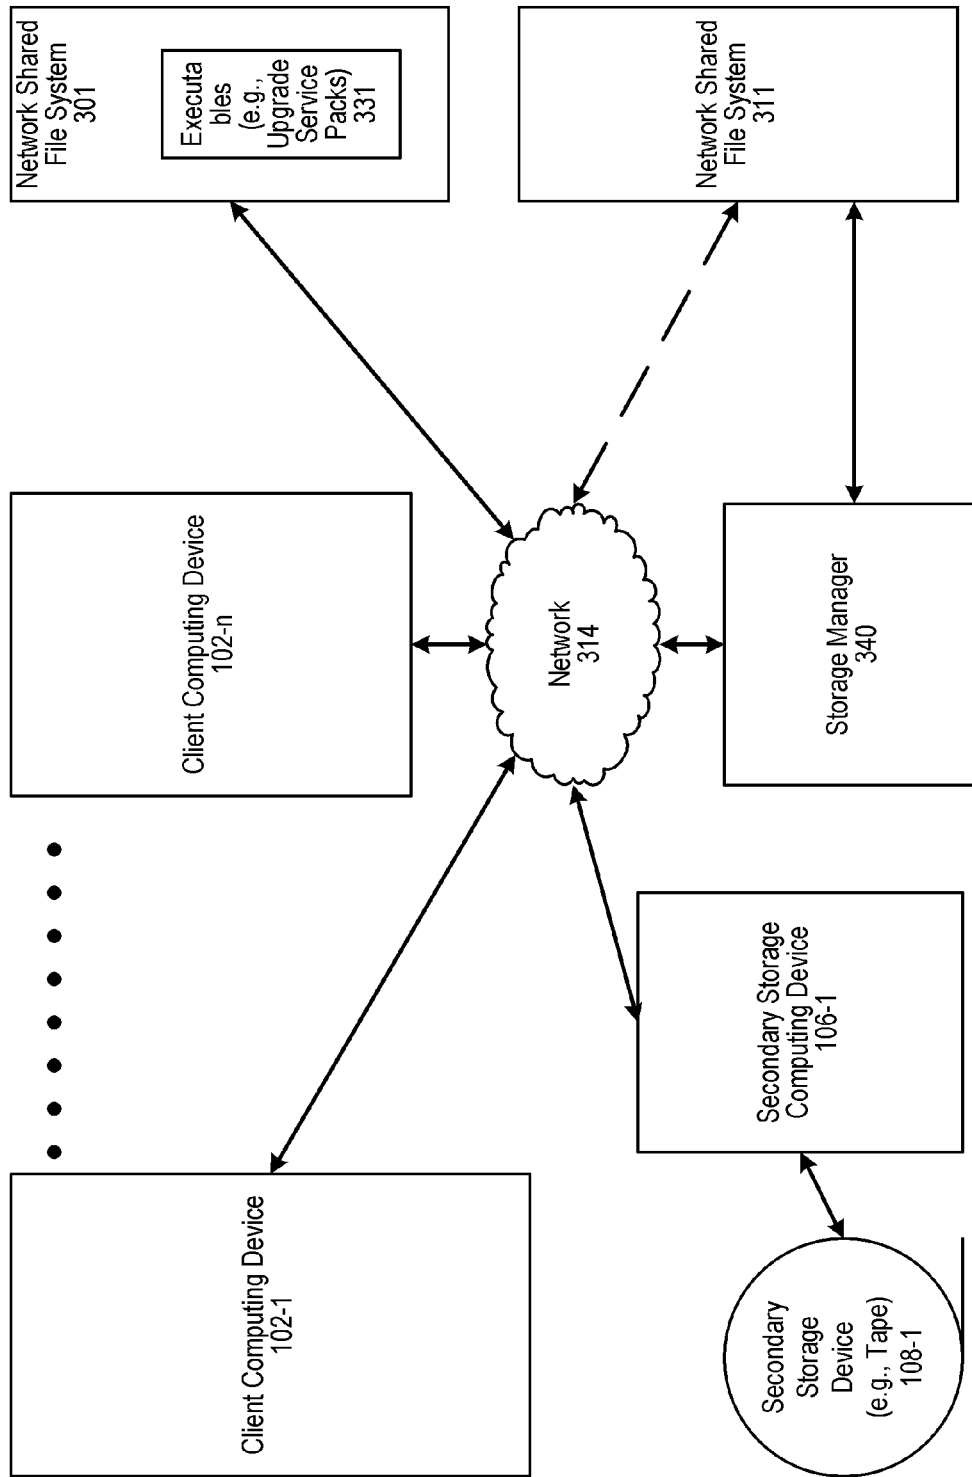 Client Computing Device
102-1
Client Computing Device
102-n
Network Shared
File System
301
Executa
bles
(e.g.,
Upgrade
Service
Packs)
331
Network
314
Secondary
Storage
Device
(e.g., Tape)
108-1
Secondary Storage
Computing Device
106-1
Storage Manager
340
Network Shared
File System
311